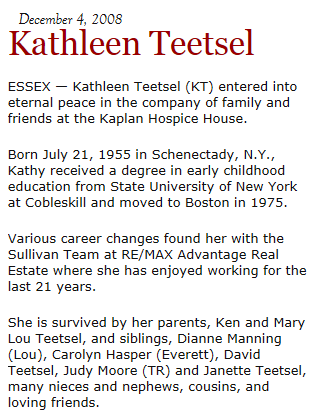 December 4, 2008
Kathleen Teetsel
ESSEX — Kathleen Teetsel (KT) entered into
eternal peace in the company of family and
friends at the Kaplan Hospice House.
Born July 21, 1955 in Schenectady, N.Y.,
Kathy received a degree in early childhood
education from State University of New York
at Cobleskill and moved to Boston in 1975.
Various career changes found her with the
Sullivan Team at RE/MAX Advantage Real
Estate where she has enjoyed working for the
last 21 years.
She is survived by her parents, Ken and Mary
Lou Teetsel, and siblings, Dianne Manning
(Lou), Carolyn Hasper (Everett), David
Teetsel, Judy Moore (TR) and Janette Teetsel,
many nieces and nephews, cousins, and
loving friends.